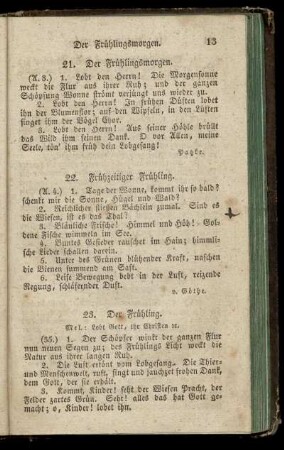 Der Frühlingsmorgen. 13
21. Der Frühlingsmorgen.
(A. 3.) 1. Lobt den Herrn! Die Morgensonne
weckt die Flur aus ihrer Ruh; und der ganzen
Schöpfung Wonne strömt verjüngt uns wieder zu.
2. Lobt den Herrn! In frühen Düften lobet
ihn der Blumenflor; auf den Wipfeln, in den Lüften
singet ihm der Vögel Chor.
3. Lobt den Herrn! Aus seiner Höhle brüllt
das Wild ihm seinen Dank. O vor Allen, meine
Seele, tön' ihm früh dein Lobgesang!
Patzke.
22. Frühzeitiger Frühling.
(A. 4.) 1. Tage der Wonne, kommt ihr so bald?
schenkt mir die Sonne, Hügel und Wald?
2. Reichlicher fließen Bächlein zumal. Sind es
die Wiesen, ist es das Thal?
3. Bläuliche Frische! Himmel und Höh! Gol-
dene Fische wimmeln im See.
4. Buntes Gefieder rauschet im Hain; himmlis-
che Lieder schallen darein.
5. Unter des Grünen blühender Kraft, naschen
die Bienen summend am Saft.
6. Leise Bewegung bebt in der Luft, reizende
Regung, schläfernder Duft.
v. Göthe.
23. Der Frühling.
Mel.: Lobt Gott, ihr Christen ꝛc.
(55.) 1. Der Schöpfer winkt der ganzen Flur
nun neuen Segen zu; des Frühlings Licht weckt die
Natur aus ihrer langen Ruh.
2. Die Luft ertönt vom Lobgesang. Die Thier-
und Menschenwelt, ruft, singt und jauchzet frohen Dank,
dem Gott, der sie erhält.
3. Kommt, Kinder! seht der Wiesen Pracht, der
Felder zartes Grün. Seht! alles das hat Gott ge-
macht; o, Kinder! lobet ihn.